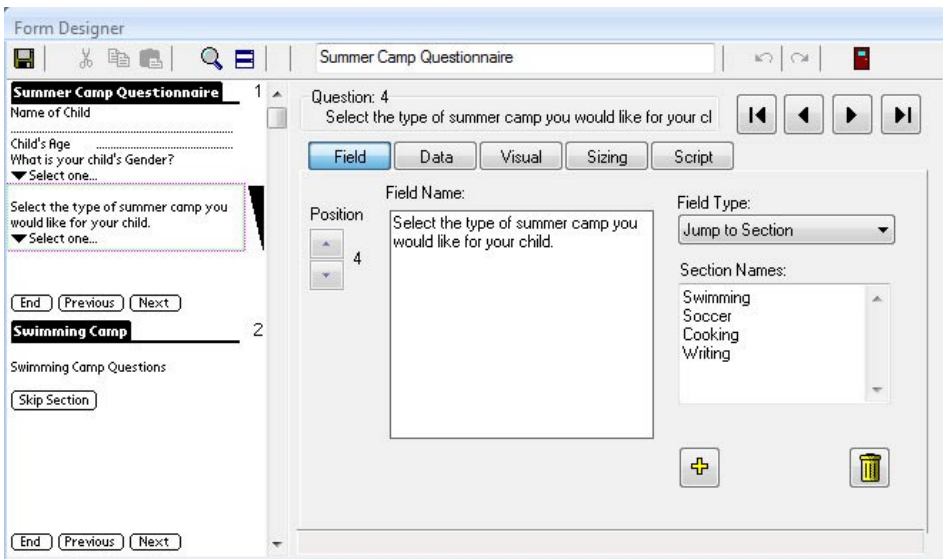 Form Designer
Summer Camp Questionnaire
Summer Camp Questionnaire 1
Name of Child
Child's Age
What is your child's Gender?
Select one...
Select the type of summer camp you
would like for your child.
Select one...
End Previous Next
Swimming Camp 2
Swimming Camp Questions
Skip Section
End Previous Next
Question: 4
Select the type of summer camp you would like for your cl
Field Data Visual Sizing Script
Position
4
Field Name:
Select the type of summer camp you
would like for your child.
Field Type:
Jump to Section
Section Names:
Swimming
Soccer
Cooking
Writing